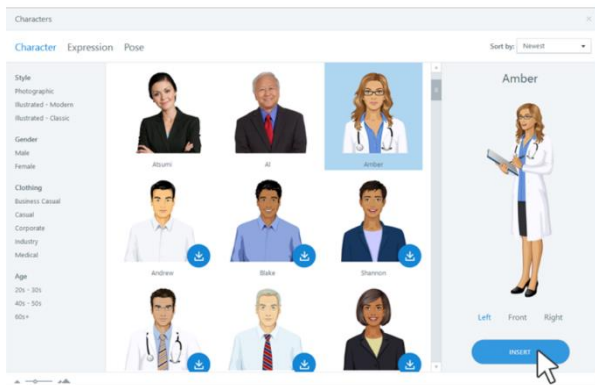 Characters
Character Expression Pose
Sort by: Newest
Style
Photographic
Illustrated - Modern
Illustrated - Classic
Gender
Male
Female
Clothing
Business Casual
Casual
Corporate
Industry
Medical
Age
20s - 30s
40s - 50s
60s+
Atsumi Al Amber
Andrew Blake Shannon
Amber
Left Front Right
INSERT